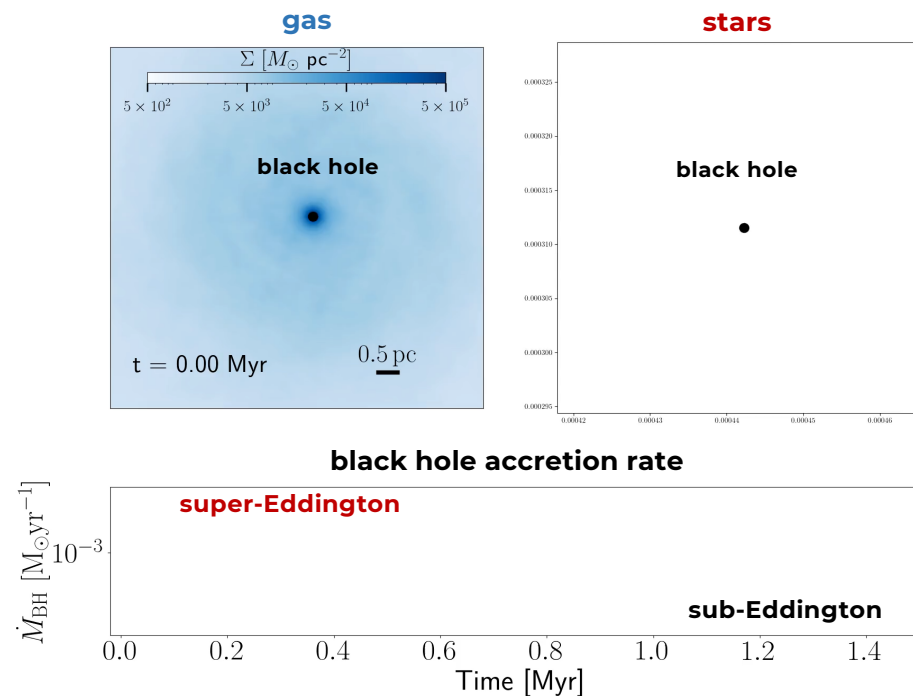 gas
stars
Σ [M⊙ pc⁻²]
5 × 10² 5 × 10³ 5 × 10⁴ 5 × 10⁵
black hole
t = 0.00 Myr
0.5 pc
0.000325
0.000320
0.000315
0.000310
0.000305
0.000300
0.000295
black hole
0.00042 0.00043 0.00044 0.00045 0.00046
black hole accretion rate
Ṁ_BH [M⊙yr⁻¹]
10⁻³
super-Eddington
sub-Eddington
0.0 0.2 0.4 0.6 0.8 1.0 1.2 1.4
Time [Myr]